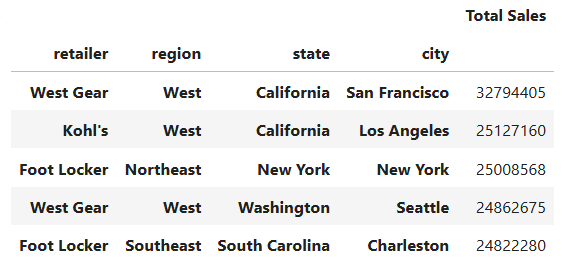 Total Sales
retailer region state city
West Gear West California San Francisco 32794405
Kohl's West California Los Angeles 25127160
Foot Locker Northeast New York New York 25008568
West Gear West Washington Seattle 24862675
Foot Locker Southeast South Carolina Charleston 24822280